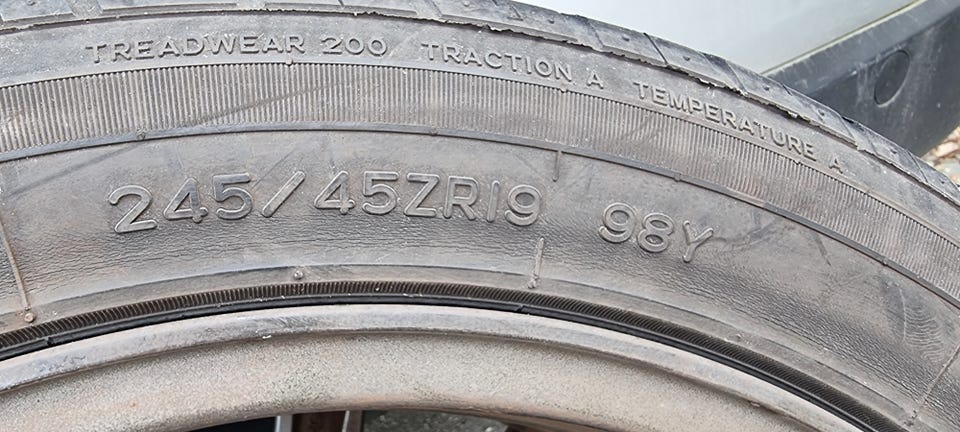 TREADWEAR 200 TRACTION A TEMPERATURE A
245/45ZR19 98Y